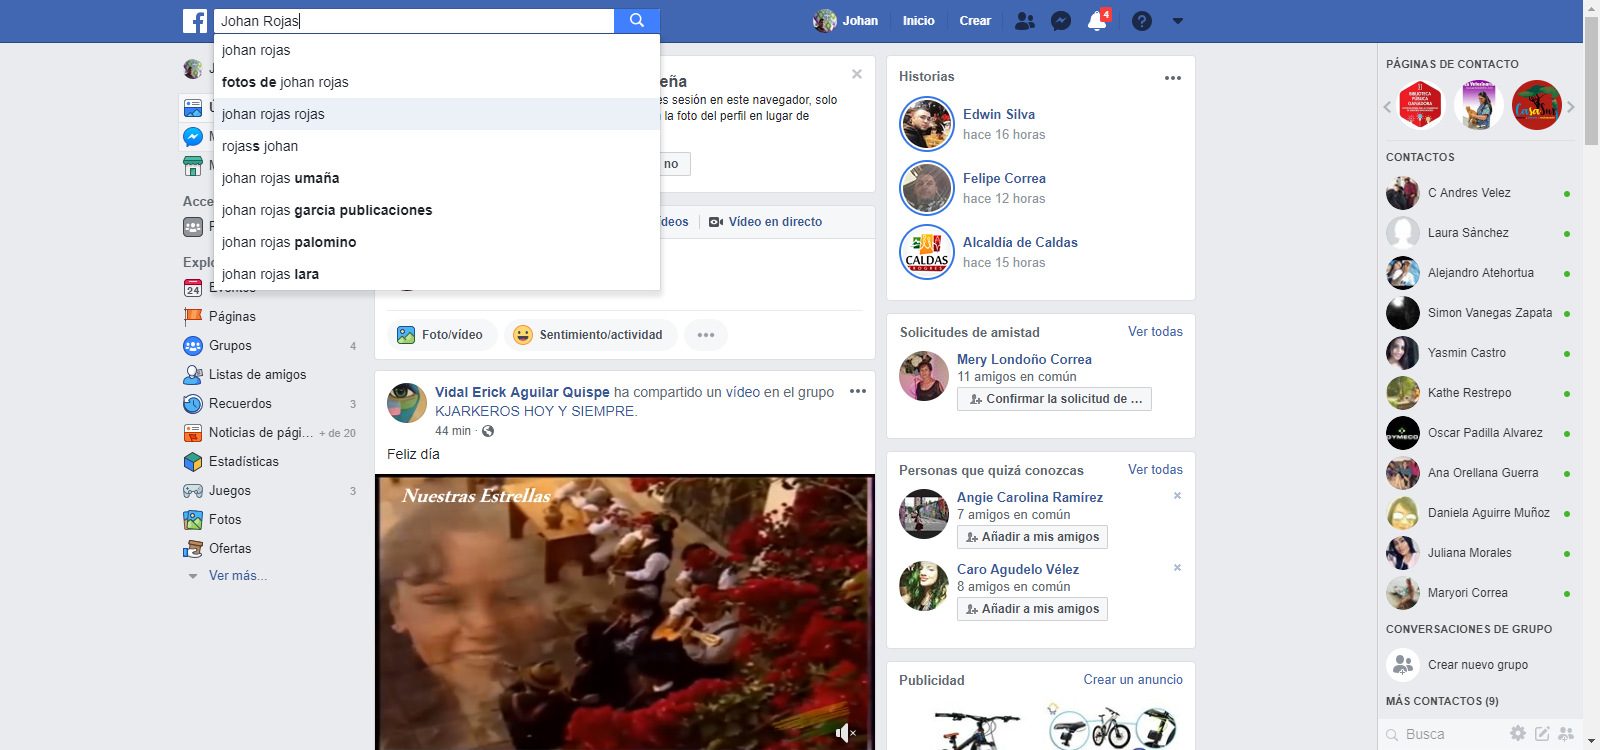 Johan Rojas
Johan
Inicio
Crear
4
johan rojas
fotos de johan rojas
johan rojas rojas
rojass johan
johan rojas umaña
johan rojas garcia publicaciones
johan rojas palomino
johan rojas lara
J
Acce
Explo
Eventos
24
Páginas
Grupos 4
Listas de amigos
Recuerdos 3
Noticias de pági... + de 20
Estadísticas
Juegos 3
Fotos
Ofertas
Ver más...
eña
es sesión en este navegador, solo
la foto del perfil en lugar de
no
ídeos
Vídeo en directo
Foto/vídeo
Sentimiento/actividad
Vidal Erick Aguilar Quispe ha compartido un vídeo en el grupo
KJARKEROS HOY Y SIEMPRE.
44 min ·
Feliz día
Nuestras Estrellas
Historias
Edwin Silva
hace 16 horas
Felipe Correa
hace 12 horas
CALDAS
Alcaldía de Caldas
hace 15 horas
Solicitudes de amistad Ver todas
Mery Londoño Correa
11 amigos en común
Confirmar la solicitud de ...
Personas que quizá conozcas Ver todas
Angie Carolina Ramírez
7 amigos en común
Añadir a mis amigos
Caro Agudelo Vélez
8 amigos en común
Añadir a mis amigos
Publicidad Crear un anuncio
PÁGINAS DE CONTACTO
BIBLIOTECA
PÚBLICA
GANADORA
CasaSur
CONTACTOS
C Andres Velez
Laura Sánchez
Alejandro Atehortua
Simon Vanegas Zapata
Yasmin Castro
Kathe Restrepo
GYMECO
Oscar Padilla Alvarez
Ana Orellana Guerra
Daniela Aguirre Muñoz
Juliana Morales
Maryori Correa
CONVERSACIONES DE GRUPO
Crear nuevo grupo
MÁS CONTACTOS (9)
Busca